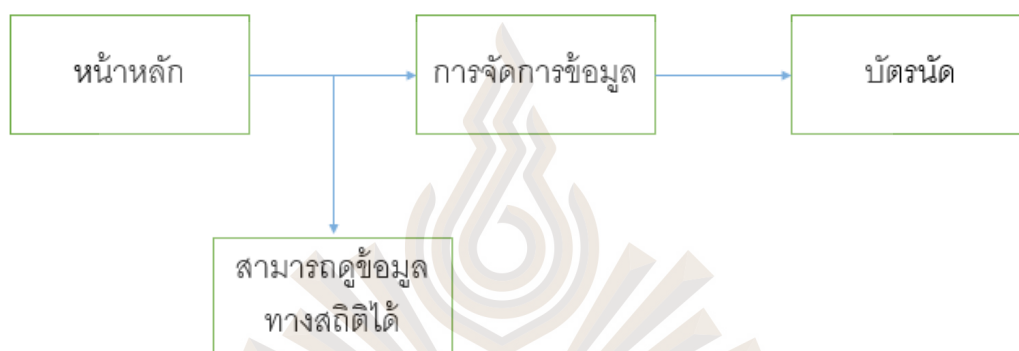 หน้าหลัก
การจัดการข้อมูล
บัตรนัด
สามารถดูข้อมูล
ทางสถิติได้